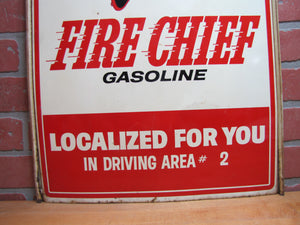 FIRE CHIEF
GASOLINE
LOCALIZED FOR YOU
IN DRIVING AREA # 2